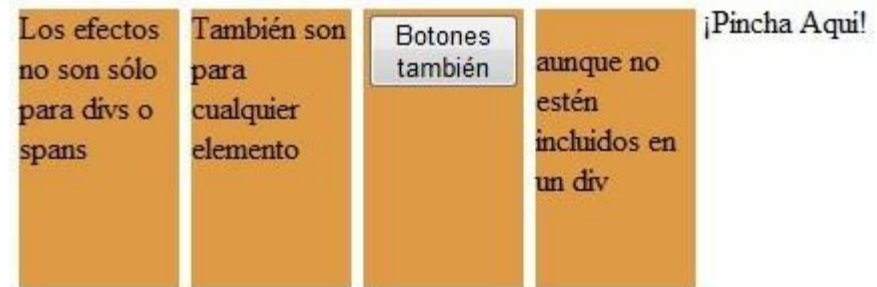 Los efectos
no son sólo
para divs o
spans
También son
para
cualquier
elemento
Botones
también
aunque no
estén
incluidos en
un div
¡Pincha Aqui!